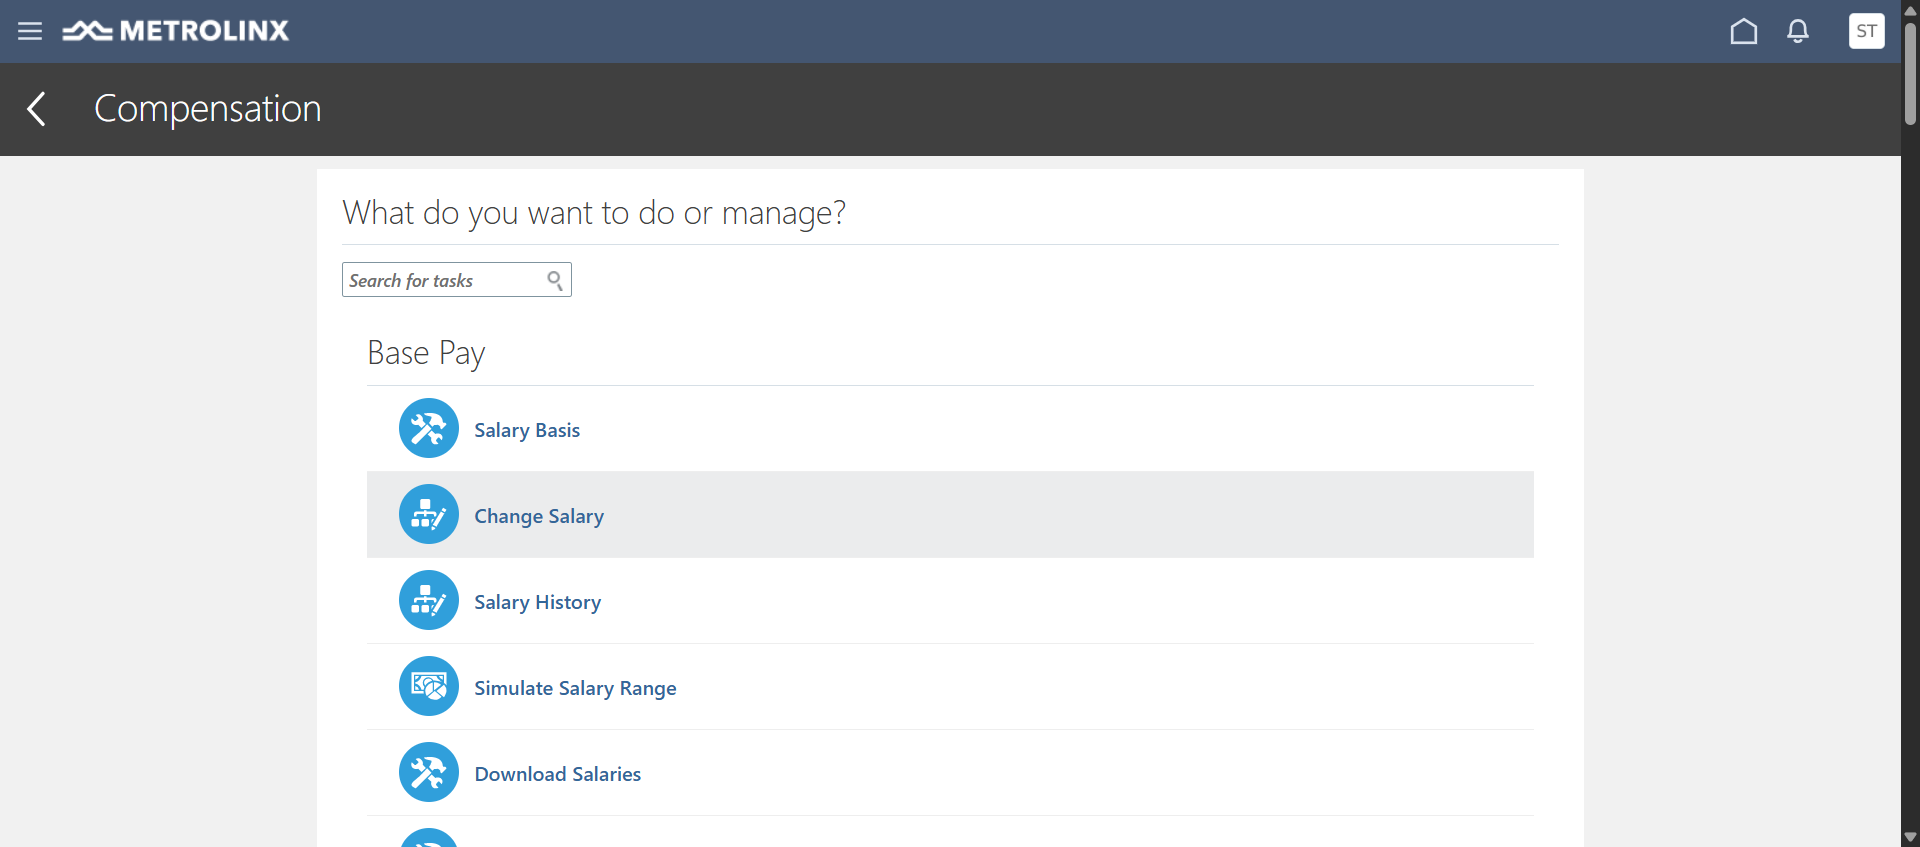 METROLINX
ST
Compensation
What do you want to do or manage?
Search for tasks
Base Pay
Salary Basis
Change Salary
Salary History
Simulate Salary Range
Download Salaries